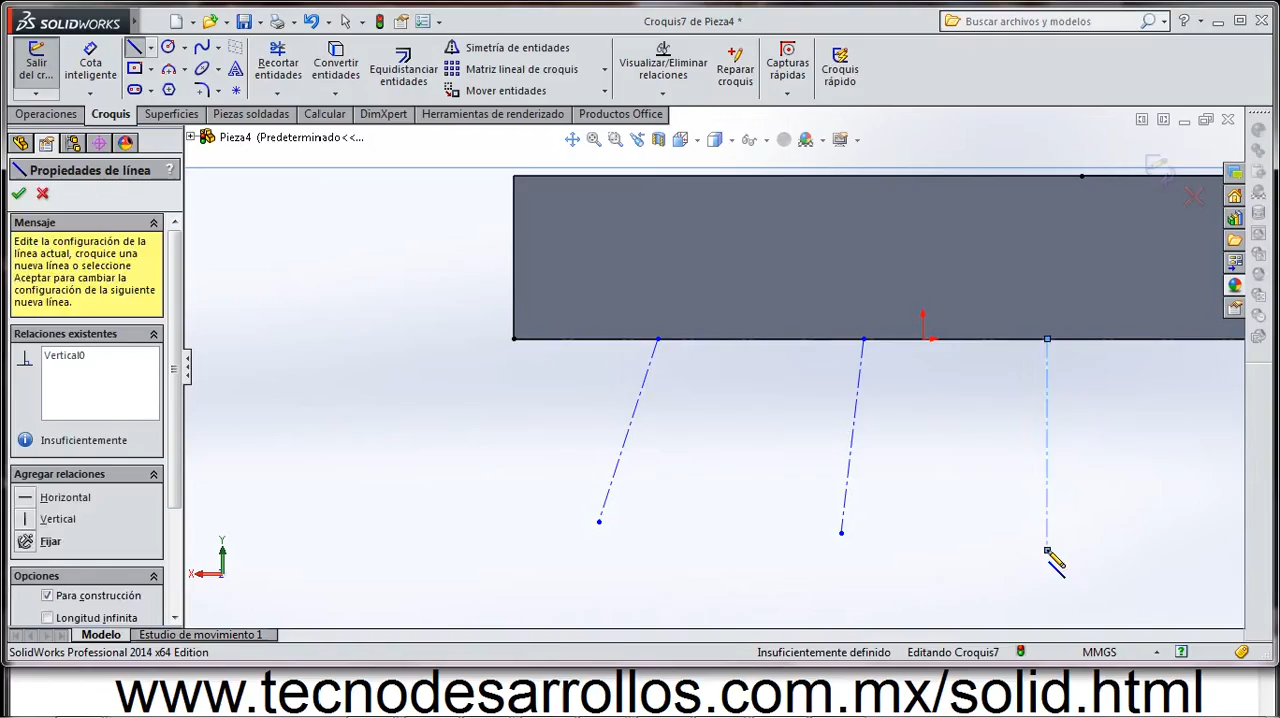 SOLIDWORKS
Croquis7 de Pieza4 *
Buscar archivos y modelos
Salir del cr...
Cota inteligente
Recortar entidades
Convertir entidades
Equidistanciar entidades
Simetría de entidades
Matriz lineal de croquis
Mover entidades
Visualizar/Eliminar relaciones
Reparar croquis
Capturas rápidas
Croquis rápido
Operaciones
Croquis
Superficies
Piezas soldadas
Calcular
DimXpert
Herramientas de renderizado
Productos Office
Pieza4 (Predeterminado<<...
Propiedades de línea
?
Mensaje
Edite la configuración de la
línea actual, croquice una
nueva línea o seleccione
Aceptar para cambiar la
configuración de la siguiente
nueva línea.
Relaciones existentes
Vertical0
Insuficientemente
Agregar relaciones
Horizontal
Vertical
Fijar
Opciones
Para construcción
Longitud infinita
Y
X
Modelo
Estudio de movimiento 1
SolidWorks Professional 2014 x64 Edition
Insuficientemente definido
Editando Croquis7
MMGS
www.tecnodesarrollos.com.mx/solid.html